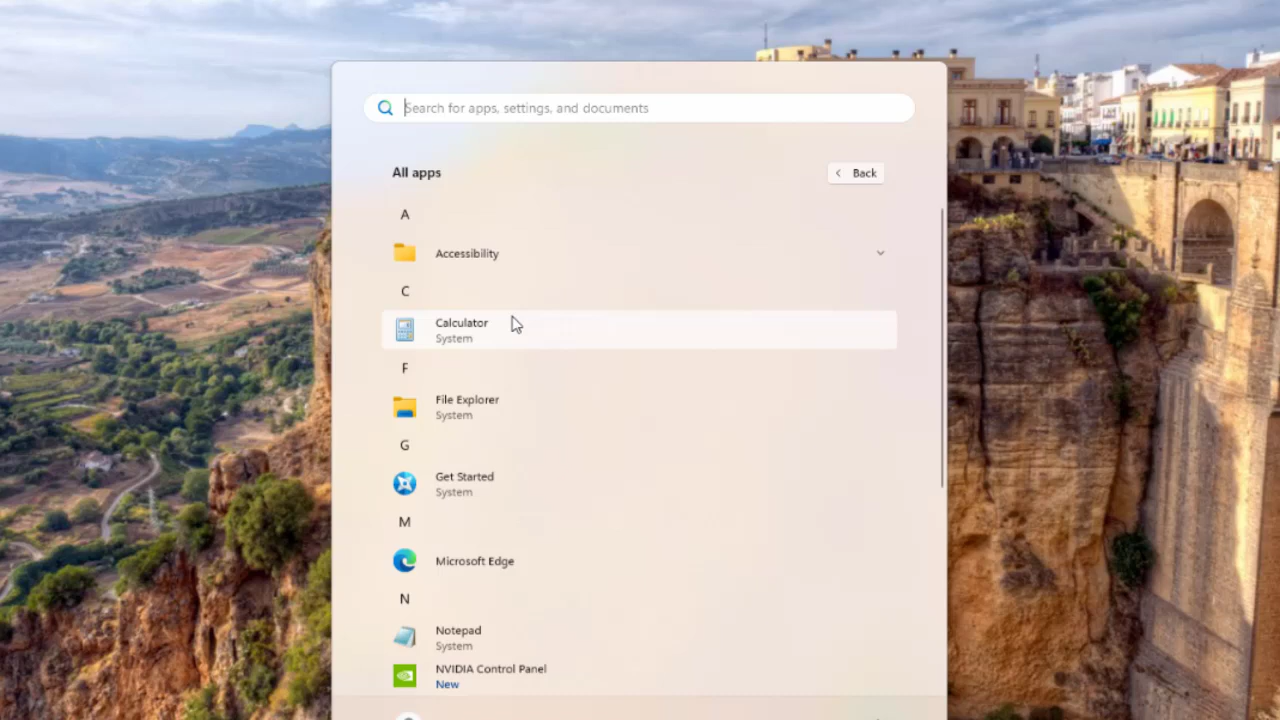 Search for apps, settings, and documents
All apps
Back
A
Accessibility
C
Calculator
System
F
File Explorer
System
G
Get Started
System
M
Microsoft Edge
N
Notepad
System
NVIDIA Control Panel
New